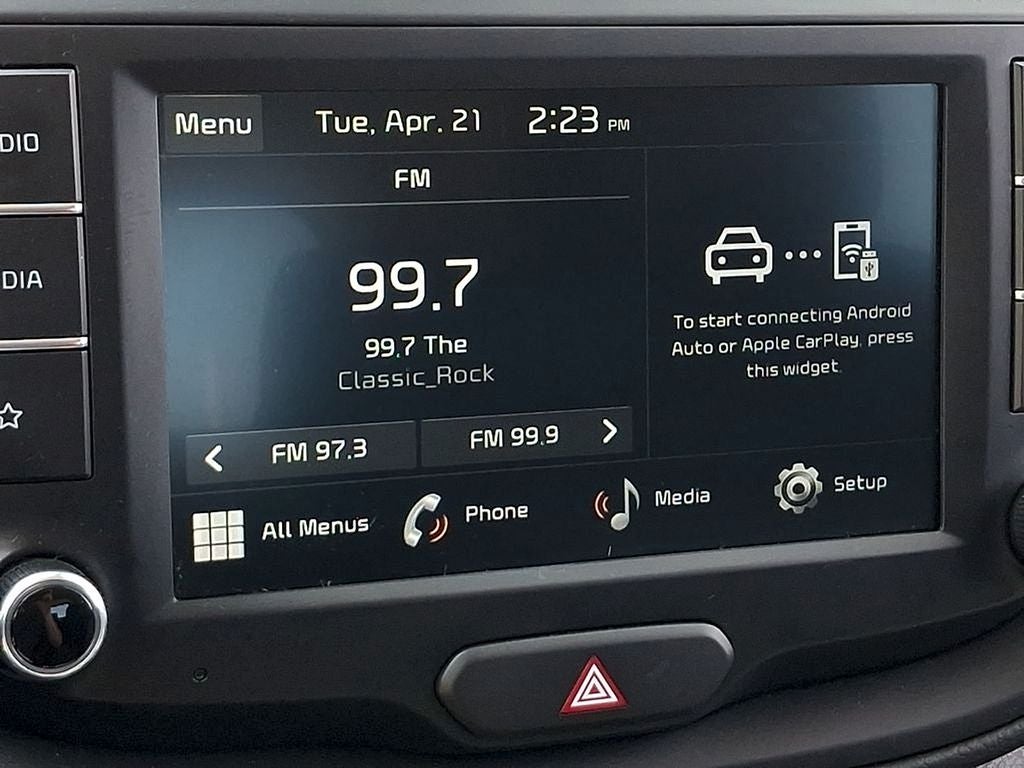 Menu Tue, Apr. 21 2:23 PM
DIO
FM
DIA
99.7
99.7 The
Classic_Rock
To start connecting Android
Auto or Apple CarPlay, press
this widget.
FM 97.3 FM 99.9
All Menus Phone Media Setup